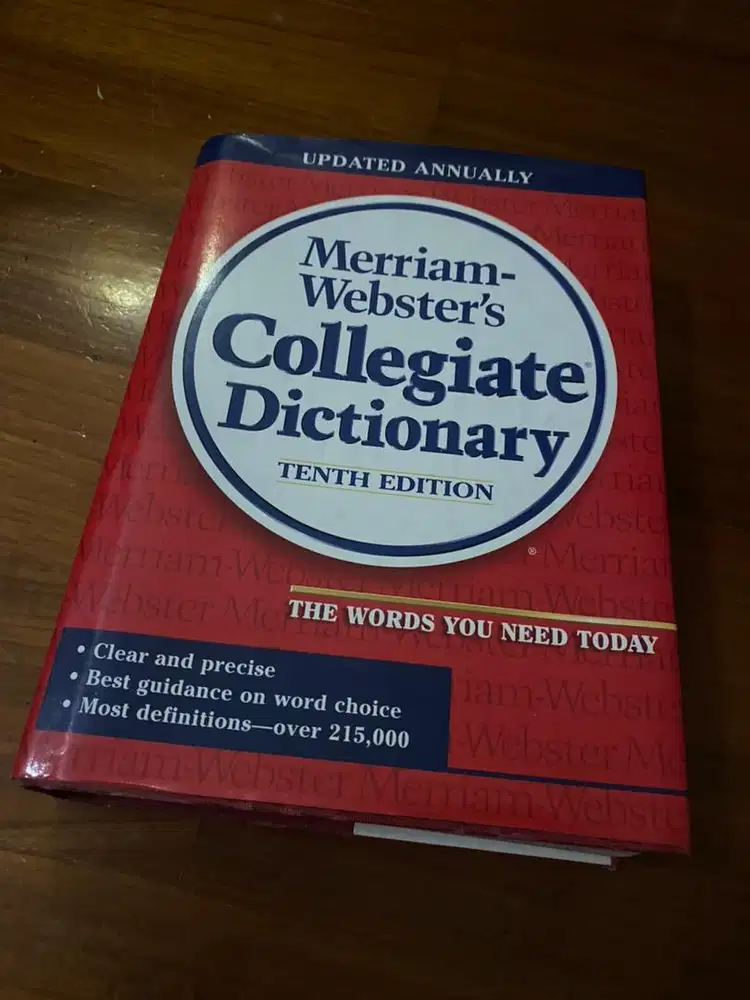 UPDATED ANNUALLY
Merriam-
Webster's
Collegiate®
Dictionary
TENTH EDITION
®
THE WORDS YOU NEED TODAY
• Clear and precise
• Best guidance on word choice
• Most definitions—over 215,000